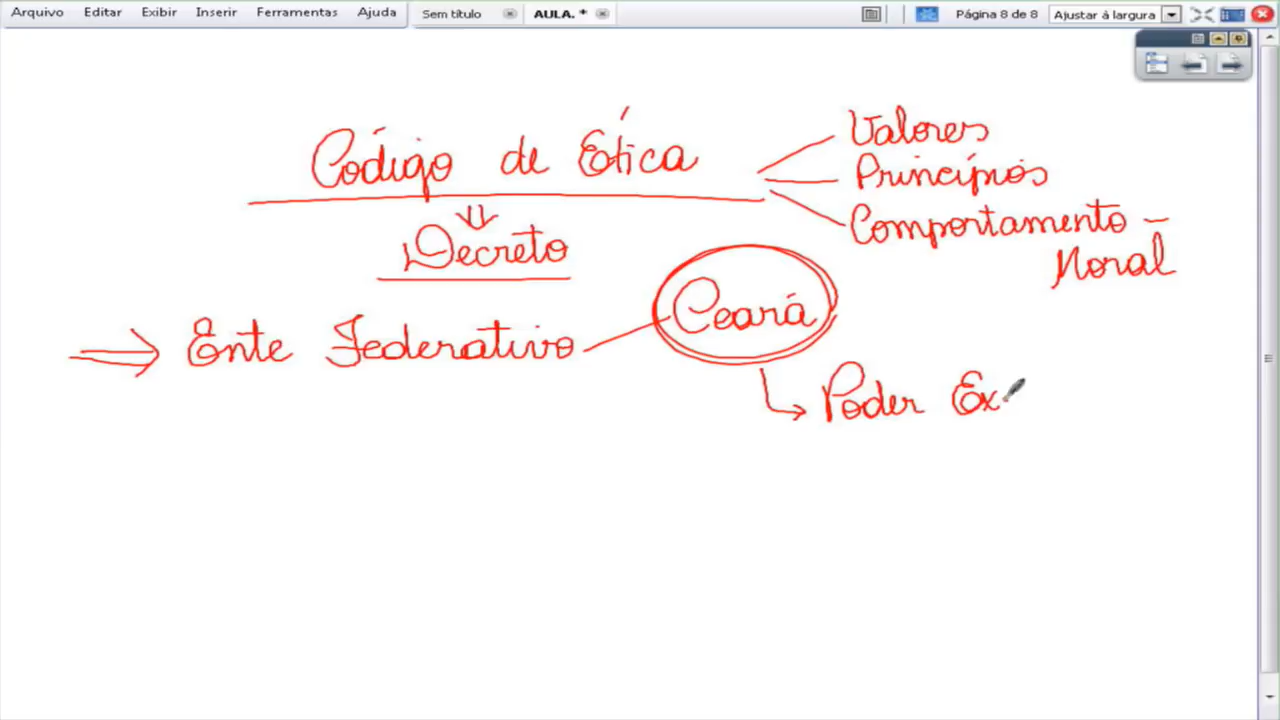 Arquivo Editar Exibir Inserir Ferramentas Ajuda Sem título AULA. * Página 8 de 8 Ajustar à largura
Código de Ética
Valores
Princípios
Comportamento -
Moral
Decreto
Ente Federativo
Ceará
Poder Ex